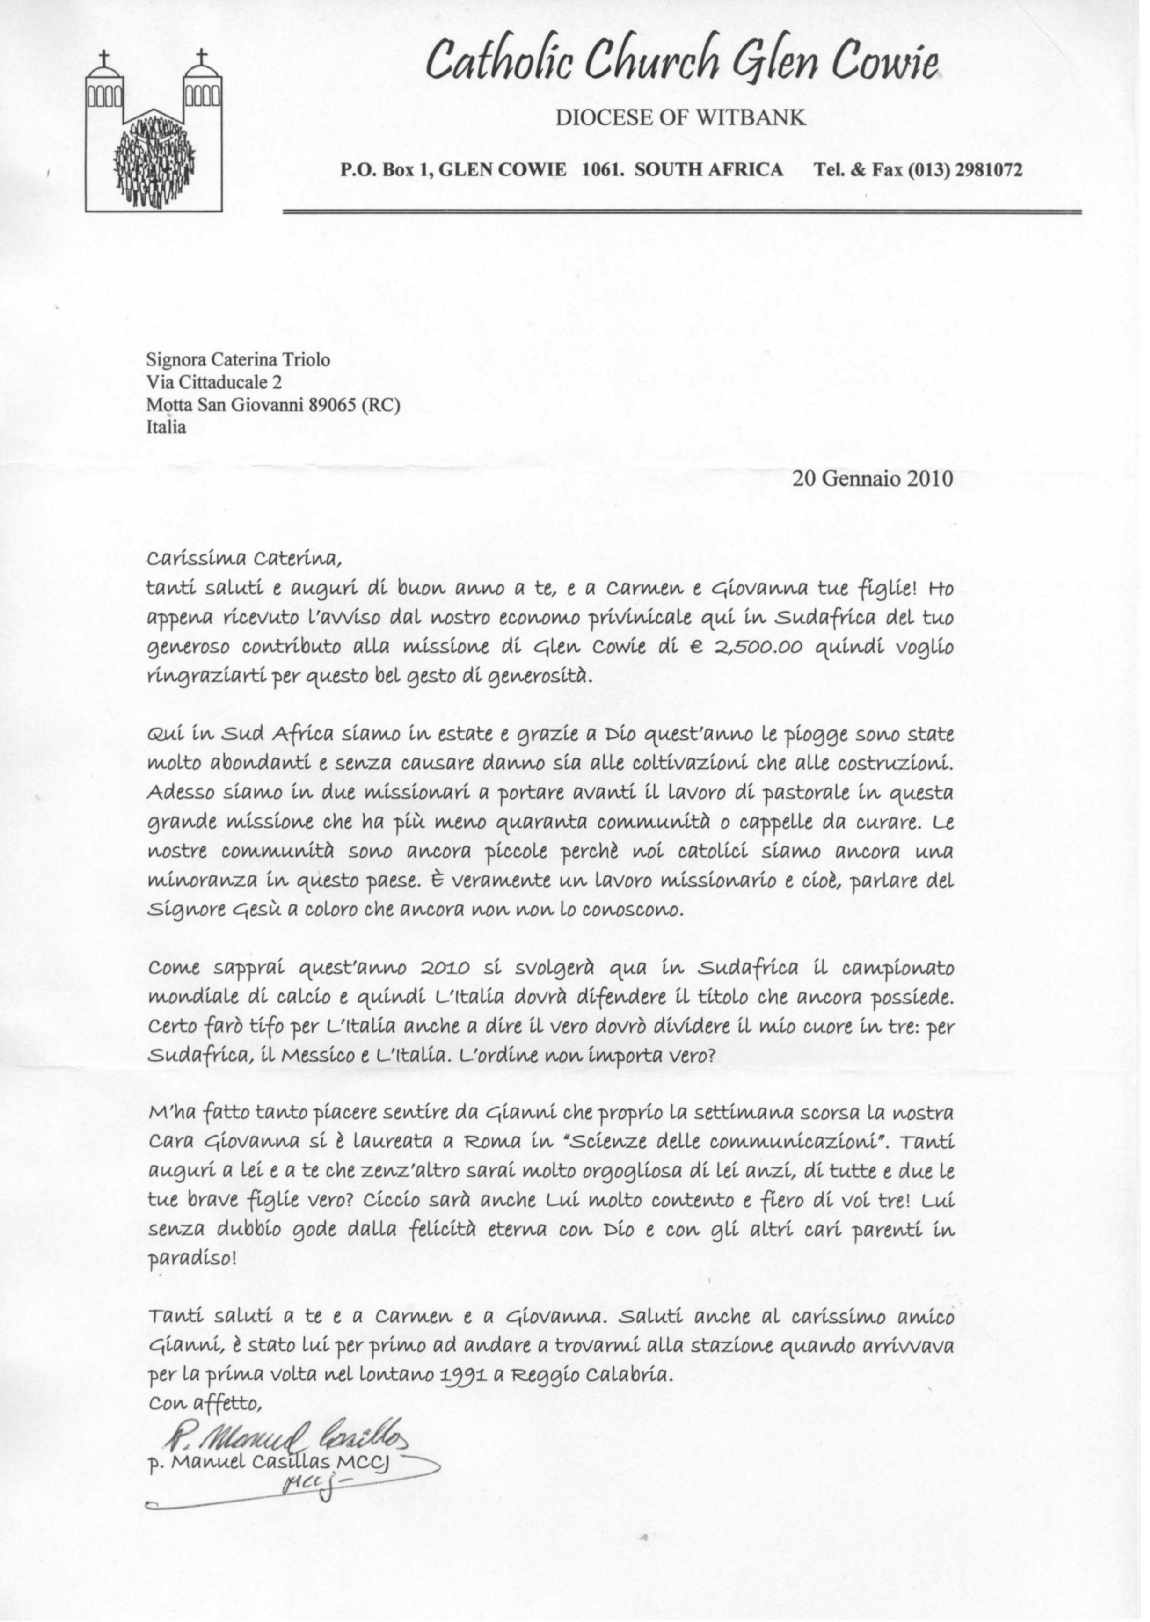 Catholic Church Glen Cowie
DIOCESE OF WITBANK
P.O. Box 1, GLEN COWIE 1061. SOUTH AFRICA Tel. & Fax (013) 2981072
Signora Caterina Triolo
Via Cittaducale 2
Motta San Giovanni 89065 (RC)
Italia
20 Gennaio 2010
Caríssima Caterina,
tanti saluti e auguri di buon anno a te, e a Carmen e Giovanna tue figlie! Ho
appena ricevuto l'avviso dal nostro economo privinicale qui in Sudafrica del tuo
generoso contributo alla missione di Glen Cowie di € 2,500.00 quindi voglio
ringraziarti per questo bel gesto di generosità.
Qui in Sud Africa siamo in estate e grazie a Dio quest'anno le piogge sono state
molto abondanti e senza causare danno sia alle coltivazioni che alle costruzioni.
Adesso siamo in due missionari a portare avanti il lavoro di pastorale in questa
grande missione che ha più meno quaranta communità o cappelle da curare. Le
nostre communità sono ancora piccole perchè noi catolici siamo ancora una
minoranza in questo paese. È veramente un lavoro missionario e cioè, parlare del
Signore Gesù a coloro che ancora non non lo conoscono.
Come sapprai quest'anno 2010 si svolgerà qua in Sudafrica il campionato
mondiale di calcio e quindi L'Italia dovrà difendere il titolo che ancora possiede.
Certo farò tifo per L'Italia anche a dire il vero dovrò dividere il mio cuore in tre: per
Sudafrica, il Messico e L'Italia. L'ordine non importa vero?
M'ha fatto tanto piacere sentire da Gianni che proprio la settimana scorsa la nostra
Cara Giovanna si è laureata a Roma in "Scienze delle communicazioni". Tanti
auguri a lei e a te che zenz'altro sarai molto orgogliosa di lei anzi, di tutte e due le
tue brave figlie vero? Ciccio sarà anche Lui molto contento e fiero di voi tre! Lui
senza dubbio gode dalla felicità eterna con Dio e con gli altri cari parenti in
paradiso!
Tanti saluti a te e a Carmen e a Giovanna. Saluti anche al carissimo amico
Gianni, è stato lui per primo ad andare a trovarmi alla stazione quando arrivvava
per la prima volta nel lontano 1991 a Reggio Calabria.
Con affetto,
P. Manuel Casillas
p. Manuel Casillas MCCJ
MCCJ